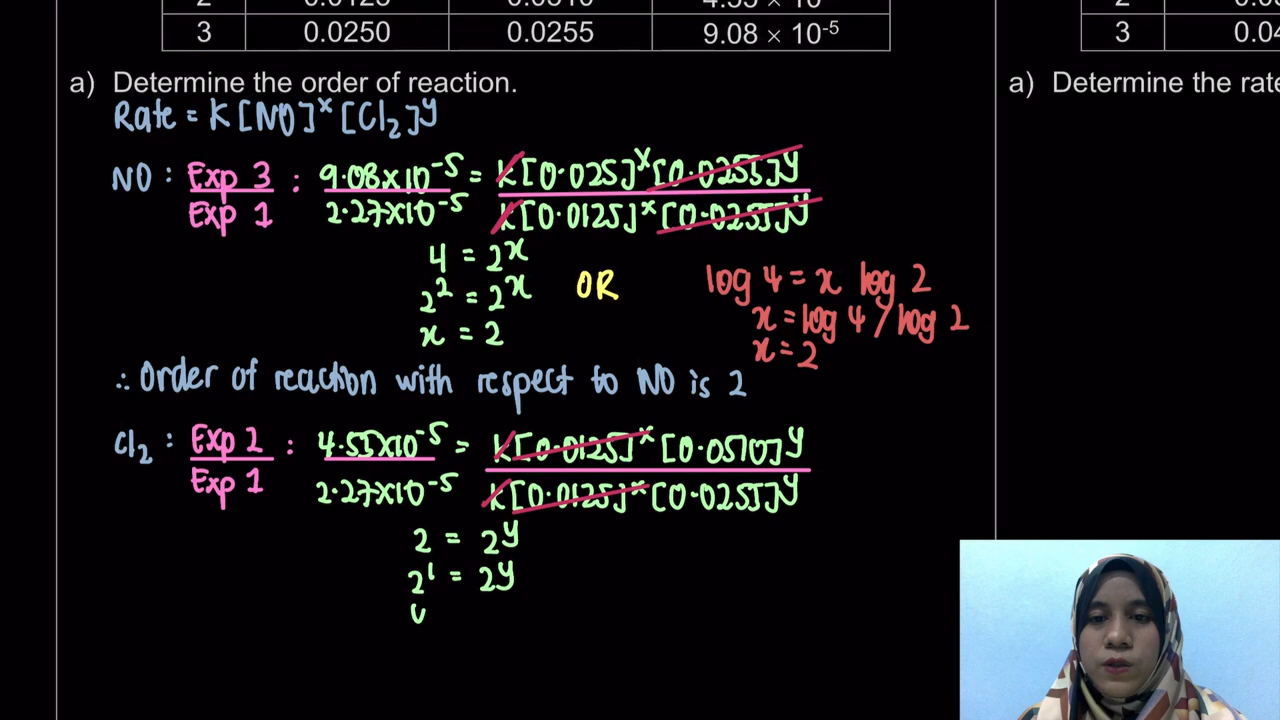 3 0.0250 0.0255 9.08 × 10⁻⁵ 3 0.04
a) Determine the order of reaction.
a) Determine the rate
Rate = K [NO]ˣ [Cl₂]ʸ
NO : Exp 3 : 9.08×10⁻⁵ = K[0.025]ˣ[0.0255]ʸ
Exp 1 2.27×10⁻⁵ K[0.0125]ˣ[0.0255]ʸ
4 = 2ˣ
2² = 2ˣ
x = 2
OR
log 4 = x log 2
x = log 4 / log 2
x = 2
∴ Order of reaction with respect to NO is 2
Cl₂ : Exp 2 : 4.55×10⁻⁵ = K[0.0125]ˣ[0.0510]ʸ
Exp 1 2.27×10⁻⁵ K[0.0125]ˣ[0.0255]ʸ
2 = 2ʸ
2¹ = 2ʸ